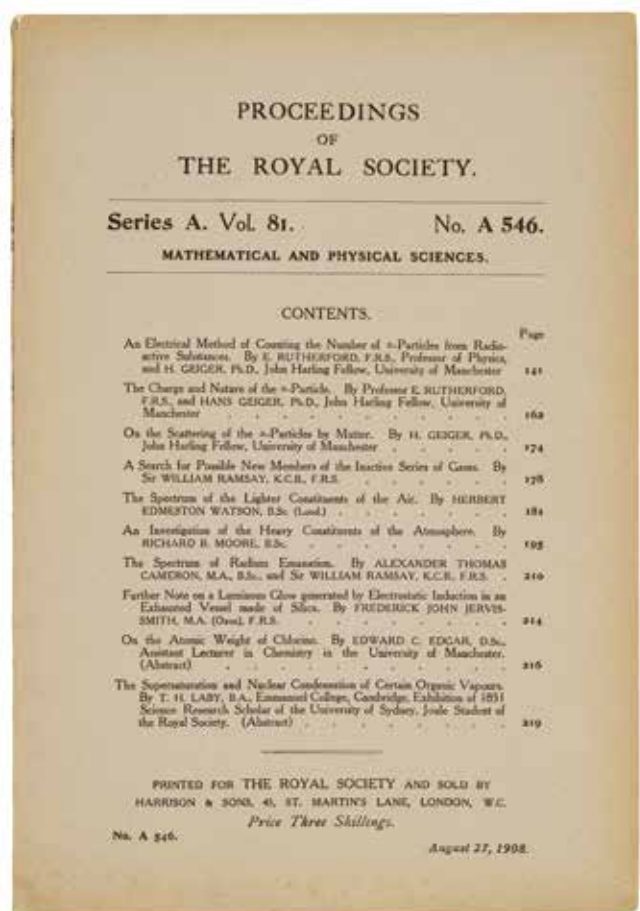 PROCEEDINGS
OF
THE ROYAL SOCIETY.
Series A. Vol. 81. No. A 546.
MATHEMATICAL AND PHYSICAL SCIENCES.
CONTENTS.
Page
An Electrical Method of Counting the Number of α-Particles from Radio-
active Substances. By E. RUTHERFORD, F.R.S., Professor of Physics,
and H. GEIGER, Ph.D., John Harling Fellow, University of Manchester 141
The Charge and Nature of the α-Particle. By Professor E. RUTHERFORD,
F.R.S., and HANS GEIGER, Ph.D., John Harling Fellow, University of
Manchester . . . . . . . . . 162
On the Scattering of the α-Particles by Matter. By H. GEIGER, Ph.D.,
John Harling Fellow, University of Manchester . . . . 174
A Search for Possible New Members of the Inactive Series of Gases. By
Sir WILLIAM RAMSAY, K.C.B., F.R.S. . . . . . 178
The Spectrum of the Lighter Constituents of the Air. By HERBERT
EDMESTON WATSON, B.Sc. (Lond.) . . . . . . 181
An Investigation of the Heavy Constituents of the Atmosphere. By
RICHARD B. MOORE, B.Sc. . . . . . . . 195
The Spectrum of Radium Emanation. By ALEXANDER THOMAS
CAMERON, M.A., B.Sc., and Sir WILLIAM RAMSAY, K.C.B., F.R.S. . 210
Further Note on a Luminous Glow generated by Electrostatic Induction in an
Exhausted Vessel made of Silica. By FREDERICK JOHN JERVIS-
SMITH, M.A. (Oxon), F.R.S. . . . . . . . 214
On the Atomic Weight of Chlorine. By EDWARD C. EDGAR, D.Sc.,
Assistant Lecturer in Chemistry in the University of Manchester.
(Abstract) . . . . . . . . . 216
The Supersaturation and Nuclear Condensation of Certain Organic Vapours.
By T. H. LABY, B.A., Emmanuel College, Cambridge, Exhibition of 1851
Science Research Scholar of the University of Sydney, Joule Student of
the Royal Society. (Abstract) . . . . . . 219
PRINTED FOR THE ROYAL SOCIETY AND SOLD BY
HARRISON & SONS, 45, ST. MARTIN'S LANE, LONDON, W.C.
Price Three Shillings.
No. A 546.
August 27, 1908.